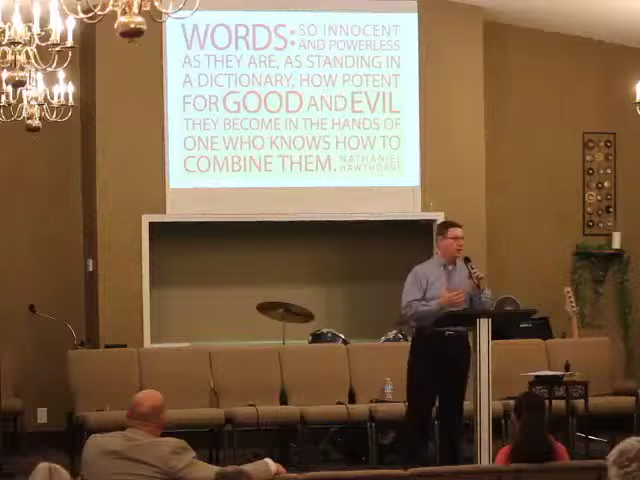 WORDS: SO INNOCENT
AND POWERLESS
AS THEY ARE, AS STANDING IN
A DICTIONARY, HOW POTENT
FOR GOOD AND EVIL
THEY BECOME IN THE HANDS OF
ONE WHO KNOWS HOW TO
COMBINE THEM. NATHANIEL
HAWTHORNE